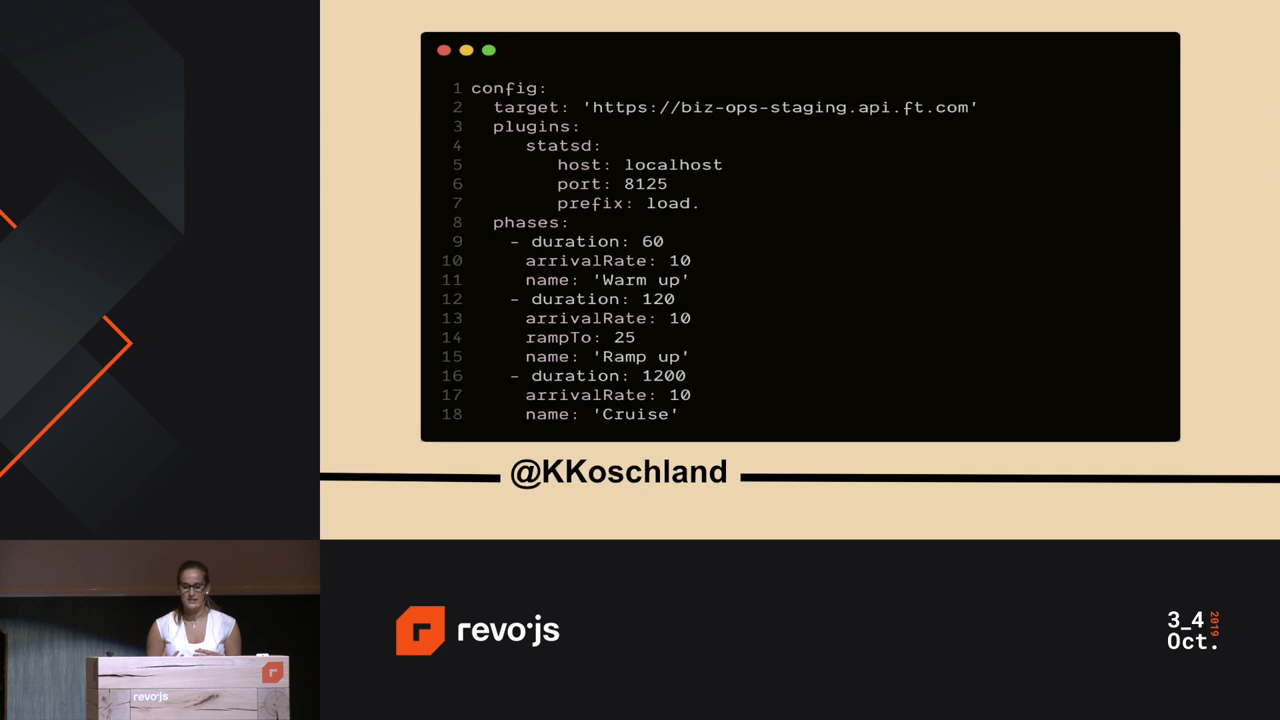 1 config:
2 target: 'https://biz-ops-staging.api.ft.com'
3 plugins:
4 statsd:
5 host: localhost
6 port: 8125
7 prefix: load.
8 phases:
9 - duration: 60
10 arrivalRate: 10
11 name: 'Warm up'
12 - duration: 120
13 arrivalRate: 10
14 rampTo: 25
15 name: 'Ramp up'
16 - duration: 1200
17 arrivalRate: 10
18 name: 'Cruise'
@KKoschland
r revo.js
3_4 2019
Oct.
r
revo.js